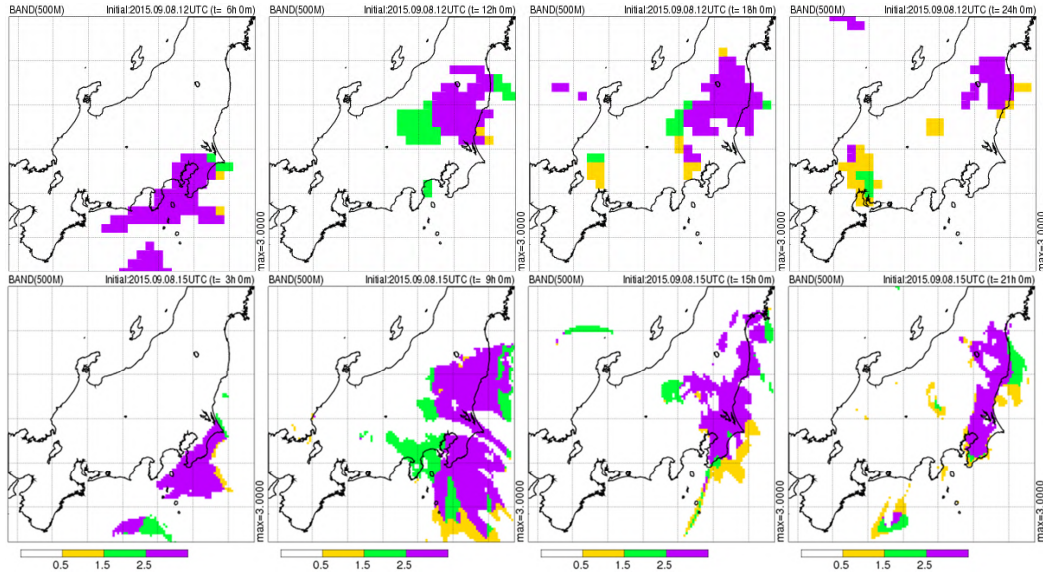 BAND(500M) Initial:2015.09.08.12UTC (t= 6h 0m)
max=3.0000
BAND(500M) Initial:2015.09.08.12UTC (t= 12h 0m)
max=3.0000
BAND(500M) Initial:2015.09.08.12UTC (t= 18h 0m)
max=3.0000
BAND(500M) Initial:2015.09.08.12UTC (t= 24h 0m)
max=3.0000
BAND(500M) Initial:2015.09.08.15UTC (t= 3h 0m)
max=3.0000
BAND(500M) Initial:2015.09.08.15UTC (t= 9h 0m)
max=3.0000
BAND(500M) Initial:2015.09.08.15UTC (t= 15h 0m)
max=3.0000
BAND(500M) Initial:2015.09.08.15UTC (t= 21h 0m)
max=3.0000
0.5 1.5 2.5
0.5 1.5 2.5
0.5 1.5 2.5
0.5 1.5 2.5